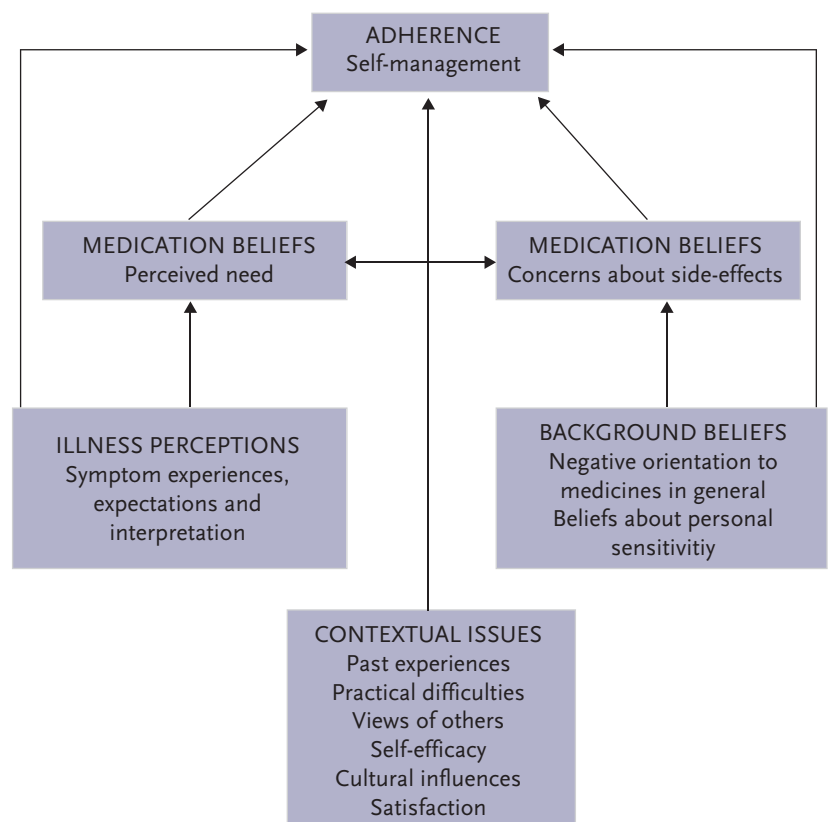 ADHERENCE
Self-management
MEDICATION BELIEFS
Perceived need
MEDICATION BELIEFS
Concerns about side-effects
ILLNESS PERCEPTIONS
Symptom experiences,
expectations and
interpretation
BACKGROUND BELIEFS
Negative orientation to
medicines in general
Beliefs about personal
sensitivitiy
CONTEXTUAL ISSUES
Past experiences
Practical difficulties
Views of others
Self-efficacy
Cultural influences
Satisfaction